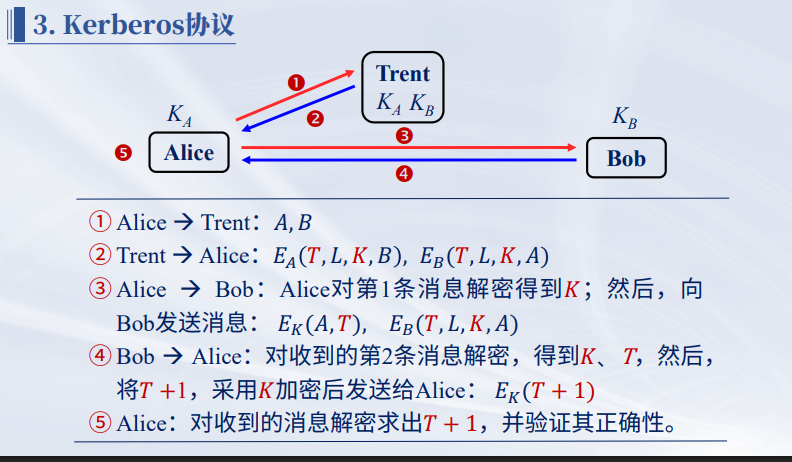 3. Kerberos协议
Trent
K_A K_B
❶
❷
K_A
K_B
❸
❺
Alice
Bob
❹
① Alice → Trent：A, B
② Trent → Alice：E_A(T, L, K, B), E_B(T, L, K, A)
③ Alice → Bob：Alice对第1条消息解密得到K；然后，向
Bob发送消息： E_K(A, T), E_B(T, L, K, A)
④ Bob → Alice：对收到的第2条消息解密，得到K、T，然后，
将T +1，采用K加密后发送给Alice： E_K(T + 1)
⑤ Alice：对收到的消息解密求出T + 1，并验证其正确性。